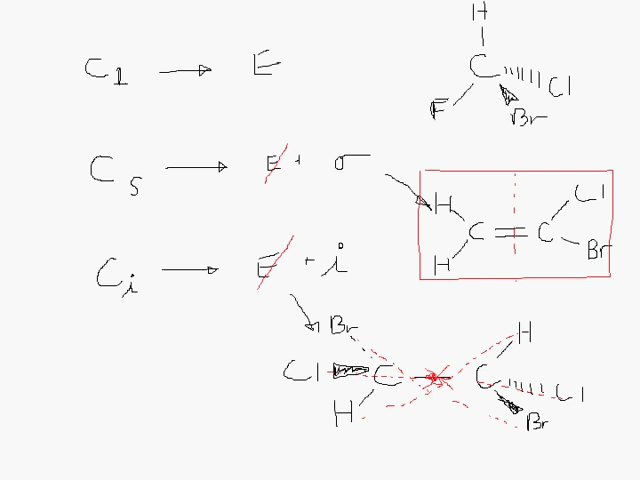 H
C₁ → E
C
F
Cl
Br
Cₛ → E + σ
H
Cl
C = C
H
Br
Cᵢ → E + i
Br
H
Cl
C
C
Cl
H
Br